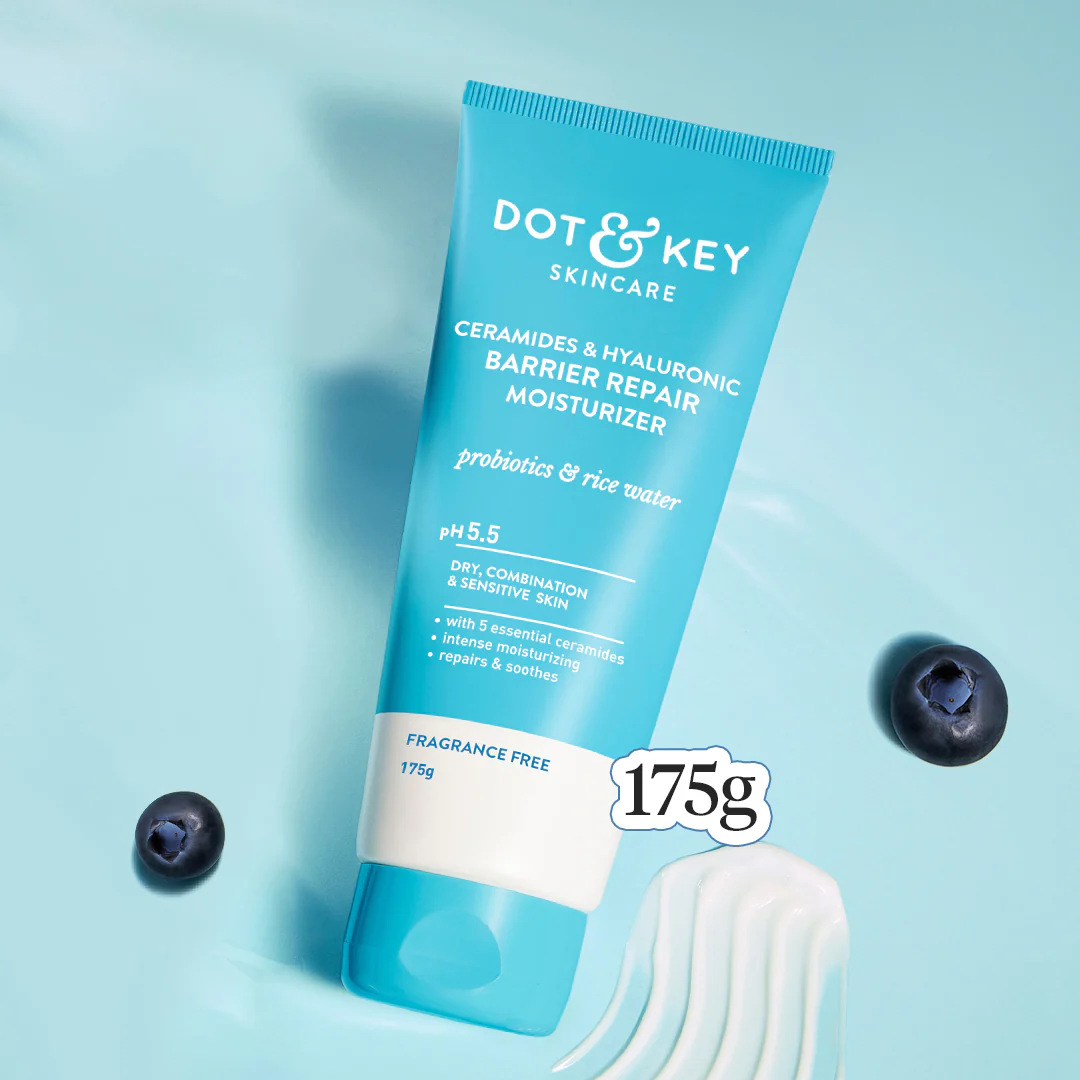 DOT & KEY
SKINCARE
CERAMIDES & HYALURONIC
BARRIER REPAIR
MOISTURIZER
probiotics & rice water
pH 5.5
DRY, COMBINATION
& SENSITIVE SKIN
• with 5 essential ceramides
• intense moisturizing
• repairs & soothes
FRAGRANCE FREE
175g
175g